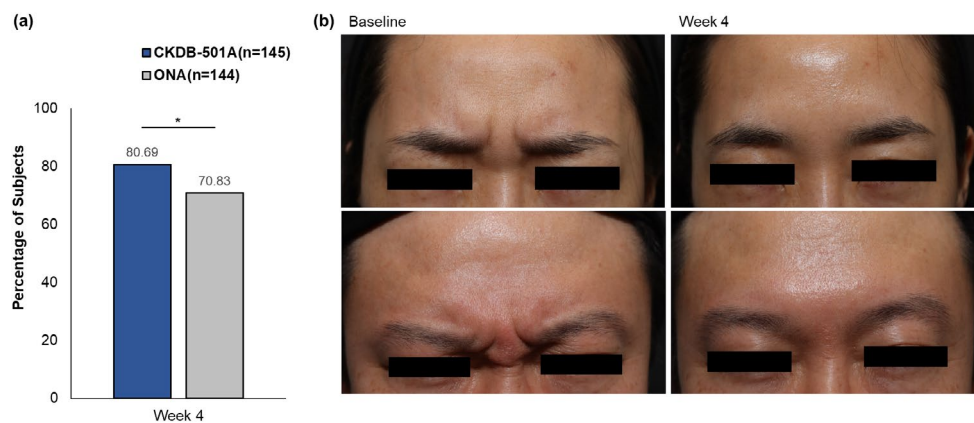 (a)
CKDB-501A(n=145)
ONA(n=144)
100
80
60
40
20
0
Percentage of Subjects
*
80.69
70.83
Week 4
(b)
Baseline
Week 4